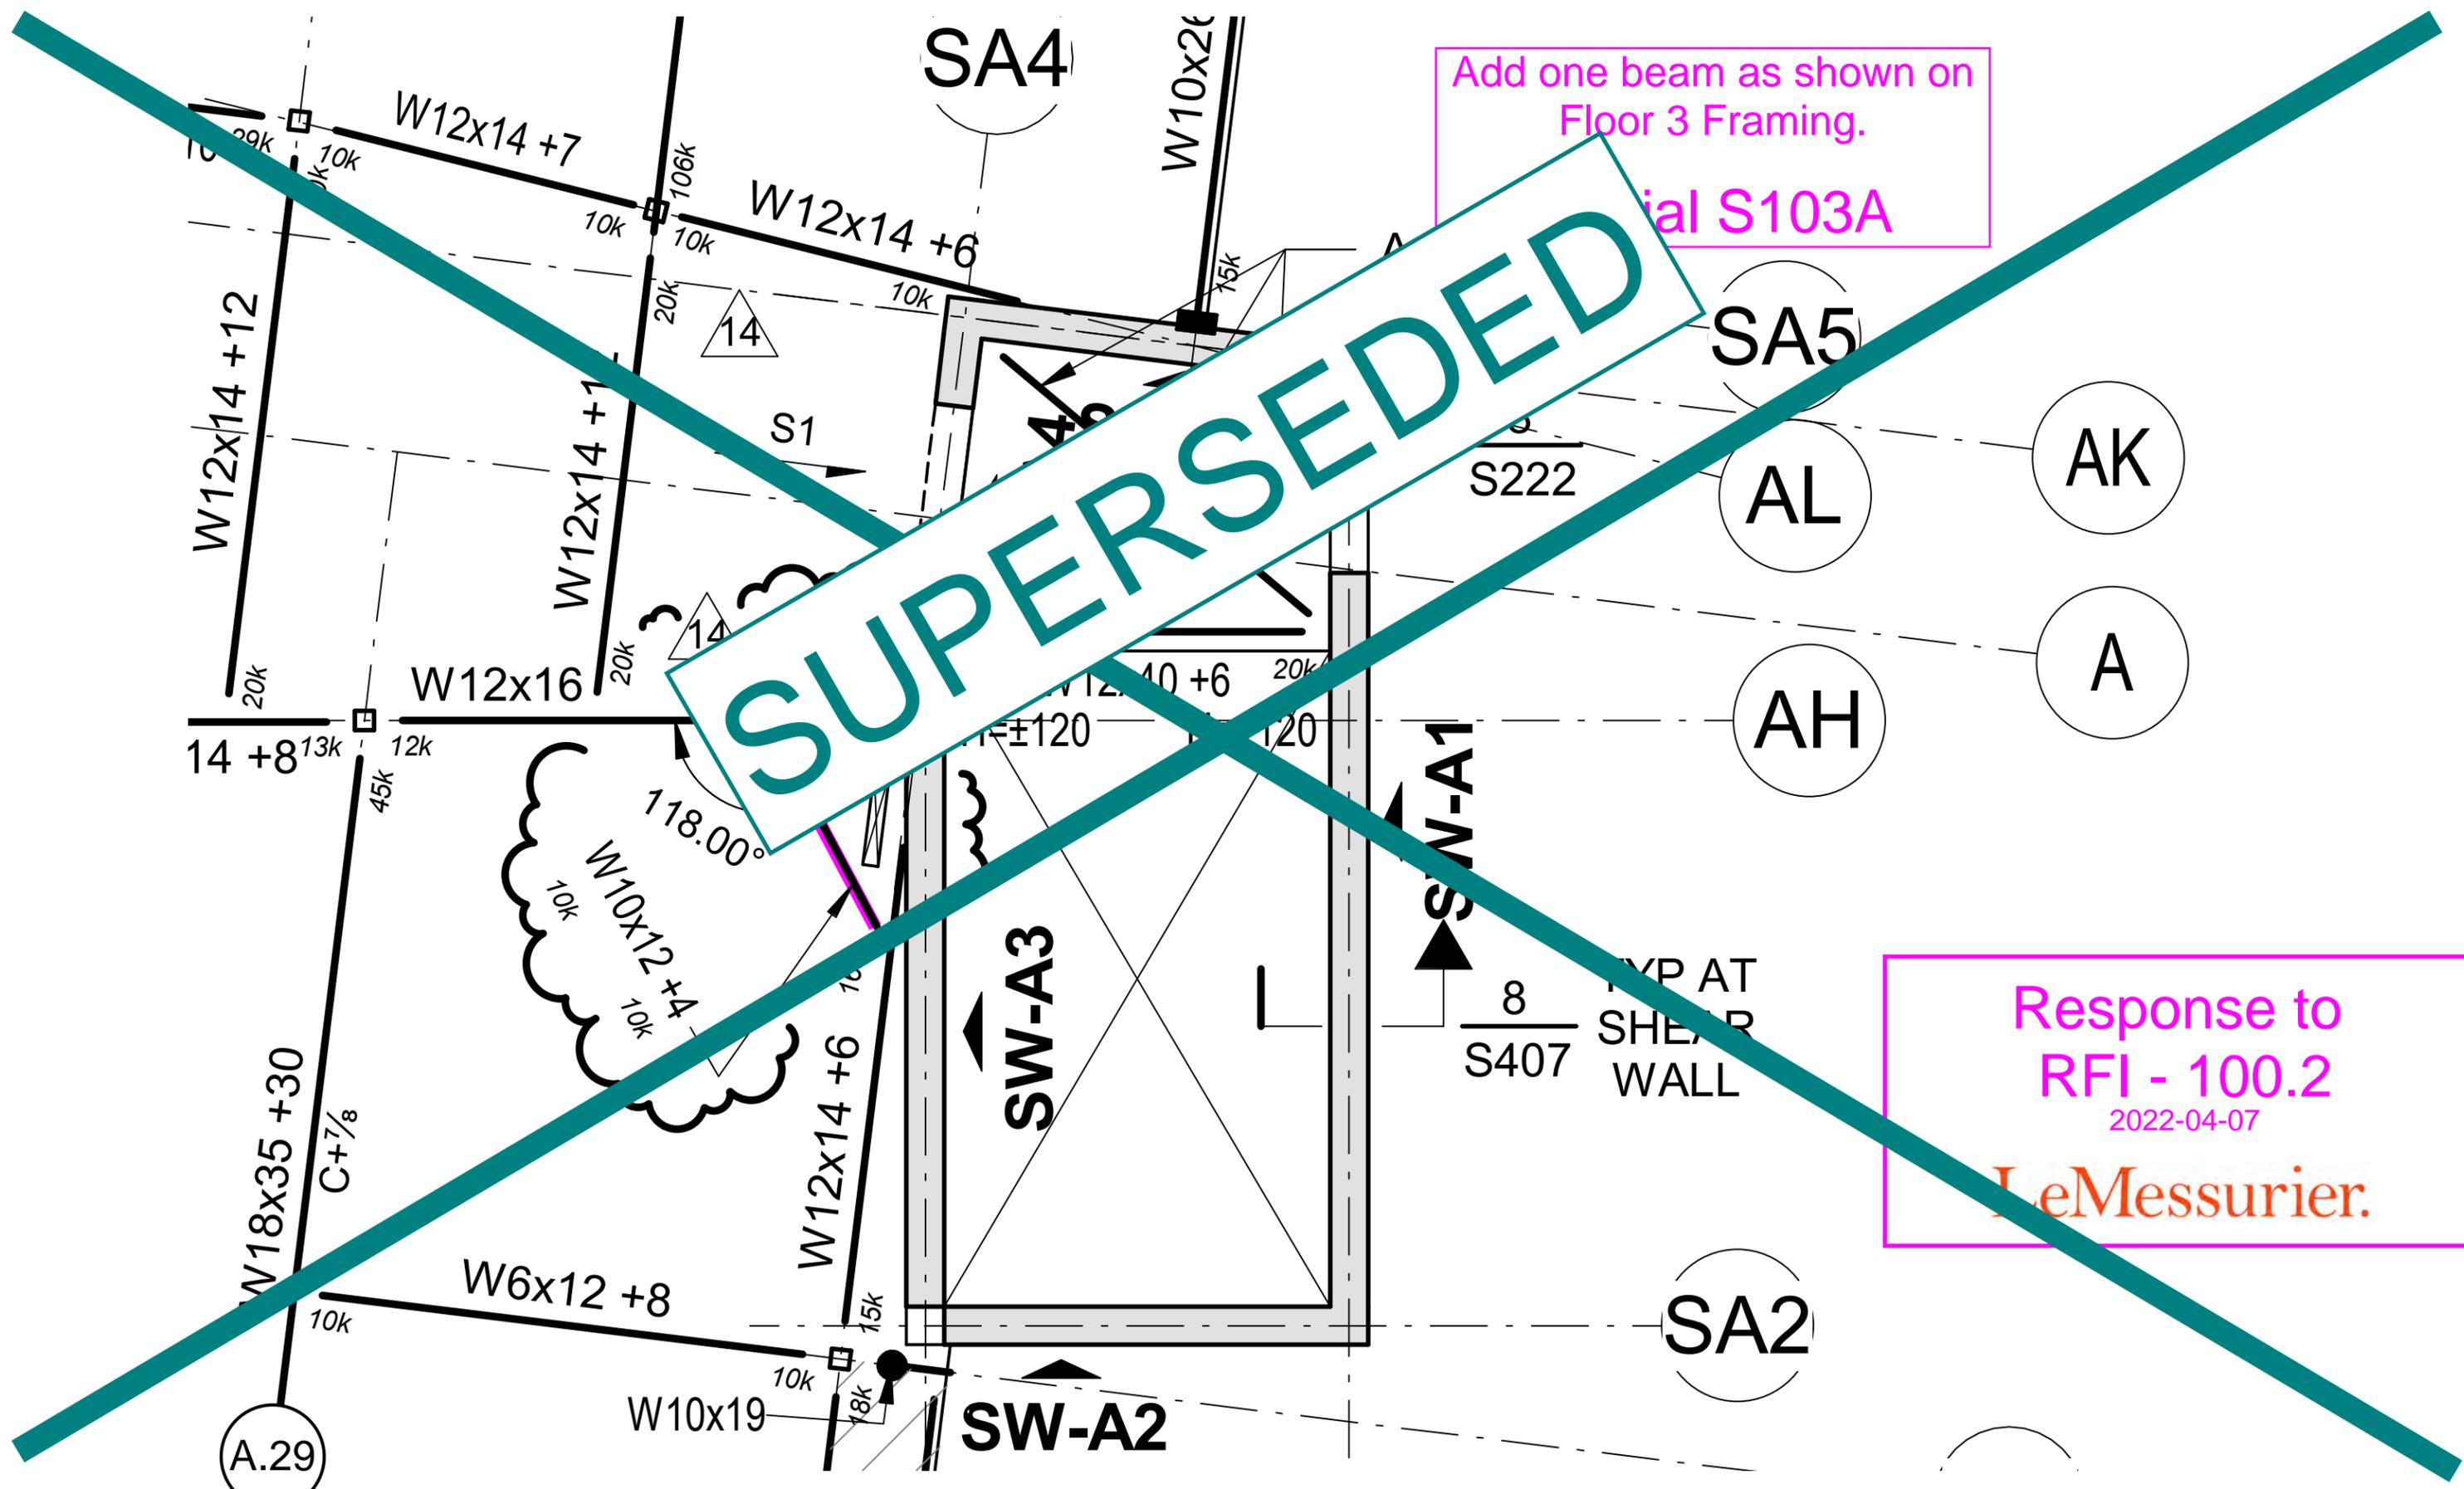 SA4
W10x26
Add one beam as shown on
Floor 3 Framing.
S103A
W12x14 +7
29k
10k
106k
10k
10k
W12x14 +6
15k
10k
20k
14
SUPERSEDED
SA5
W12x14 +12
W12x14
S1
S222
AK
AL
14
A
20k
20k
W12x16
W12x40 +6
20k
AH
14 +8
13k
12k
=±120
120
45k
118.00°
SW-A1
W10x12 +4
10k
10k
SW-A3
TYP AT
SHEAR
WALL
8
S407
Response to
RFI - 100.2
2022-04-07
LeMessurier.
W18x35 +30
C+⅞
W12x14 +6
W6x12 +8
10k
15k
10k
SA2
W10x19
18k
SW-A2
A.29